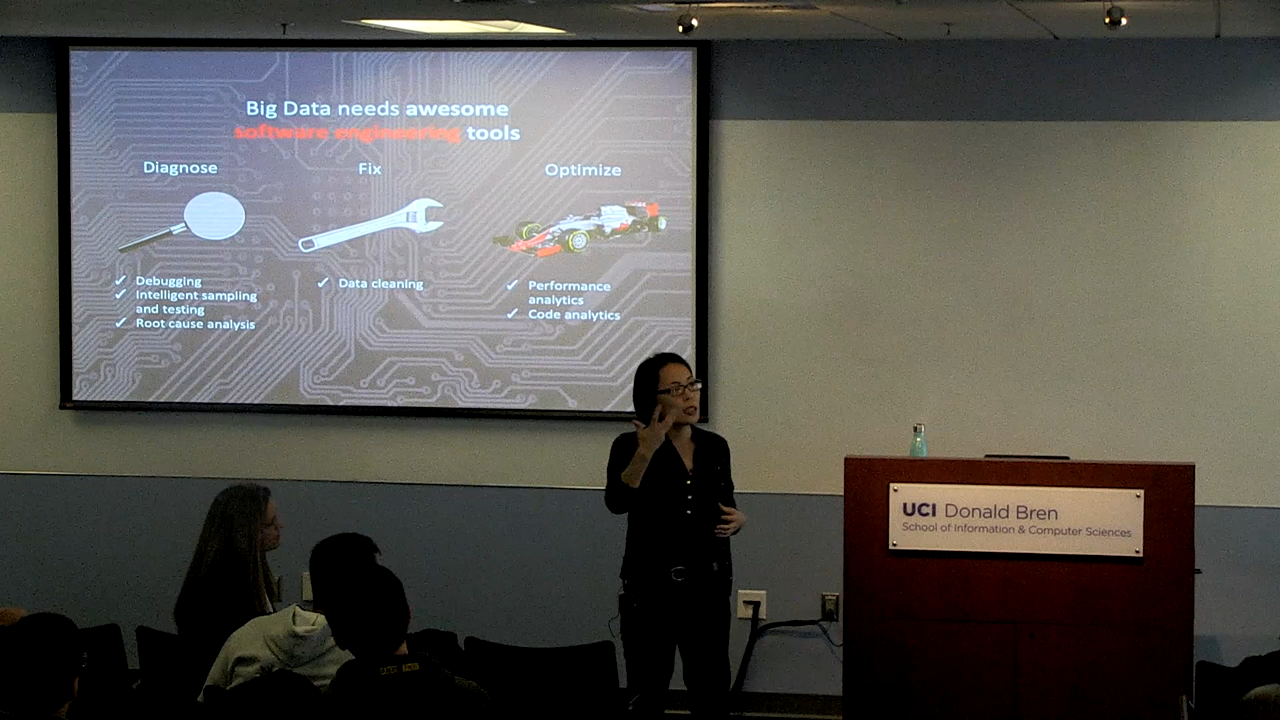 Big Data needs awesome
software engineering tools
Diagnose
Fix
Optimize
✓ Debugging
✓ Intelligent sampling
and testing
✓ Root cause analysis
✓ Data cleaning
✓ Performance
analytics
✓ Code analytics
UCI Donald Bren
School of Information & Computer Sciences